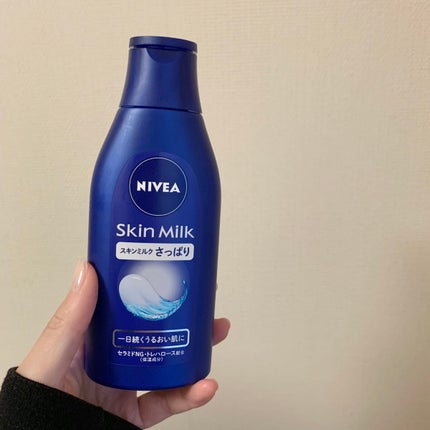 NIVEA
Skin Milk
スキンミルク さっぱり
一日続くうるおい肌に
セラミドNG・トレハロース配合
(保湿成分)